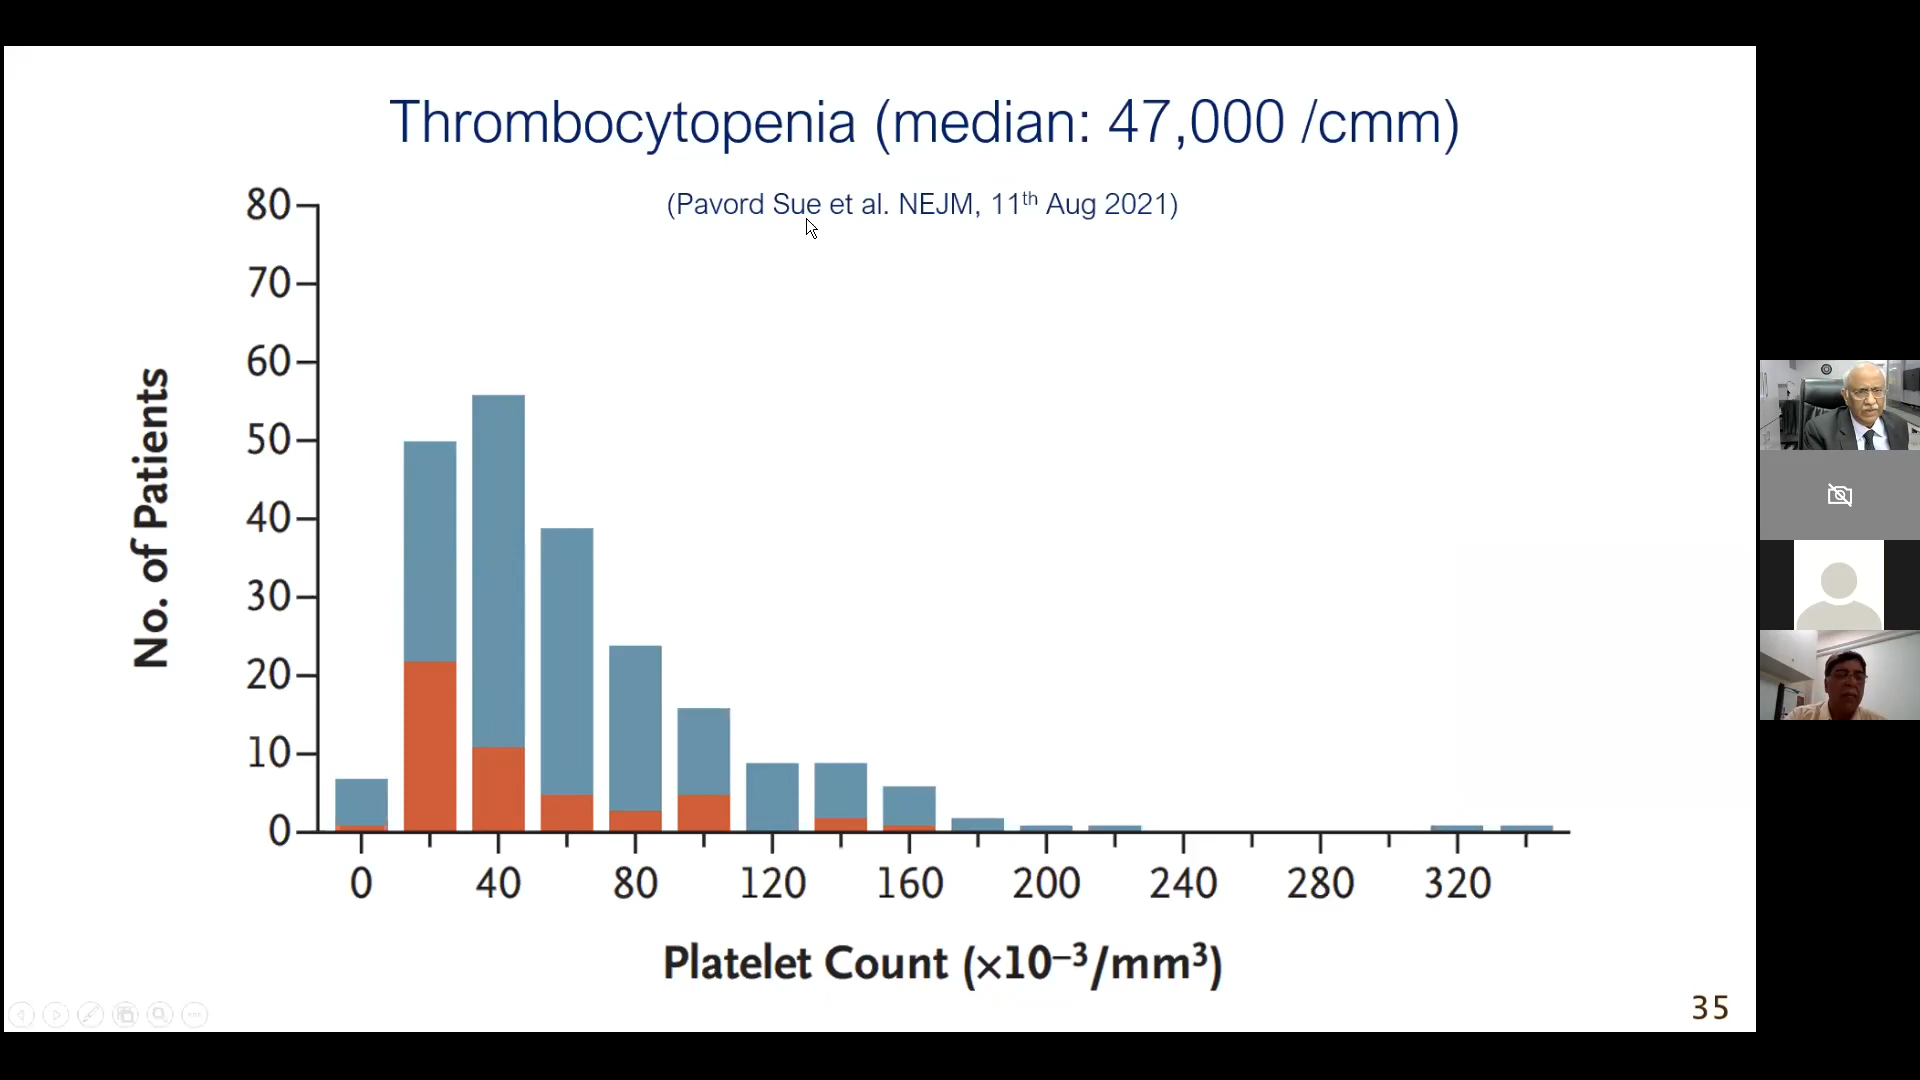 Thrombocytopenia (median: 47,000 /cmm)
(Pavord Sue et al. NEJM, 11th Aug 2021)
80
70
60
50
40
30
20
10
0
No. of Patients
0 40 80 120 160 200 240 280 320
Platelet Count (×10⁻³/mm³)
35